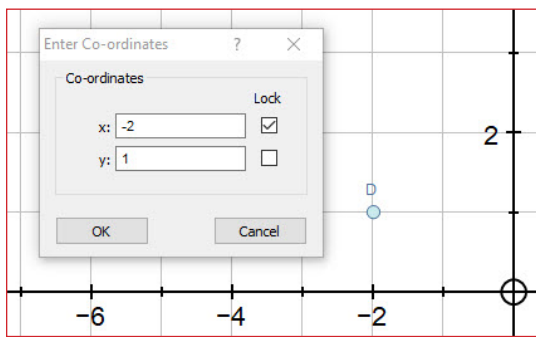 Enter Co-ordinates ? ×
Co-ordinates
Lock
x: -2
y: 1
OK Cancel
2
D
−6 −4 −2